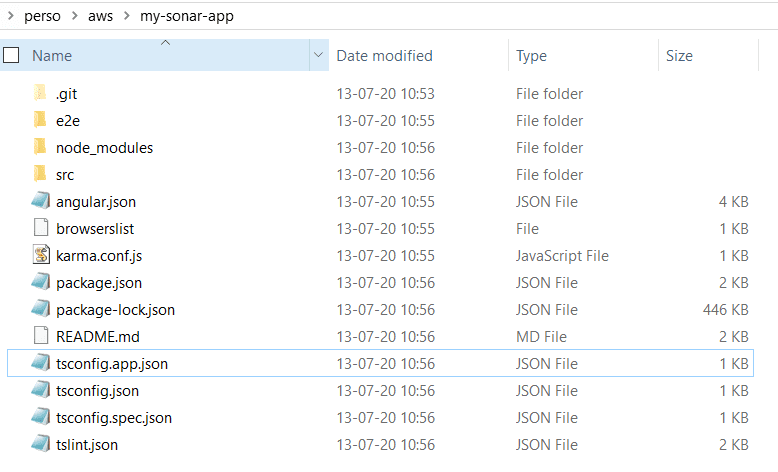 perso aws my-sonar-app
Name Date modified Type Size
.git 13-07-20 10:53 File folder
e2e 13-07-20 10:55 File folder
node_modules 13-07-20 10:56 File folder
src 13-07-20 10:56 File folder
angular.json 13-07-20 10:55 JSON File 4 KB
browserslist 13-07-20 10:55 File 1 KB
karma.conf.js 13-07-20 10:55 JavaScript File 1 KB
package.json 13-07-20 10:56 JSON File 2 KB
package-lock.json 13-07-20 10:56 JSON File 446 KB
README.md 13-07-20 10:56 MD File 2 KB
tsconfig.app.json 13-07-20 10:56 JSON File 1 KB
tsconfig.json 13-07-20 10:56 JSON File 1 KB
tsconfig.spec.json 13-07-20 10:56 JSON File 1 KB
tslint.json 13-07-20 10:56 JSON File 2 KB